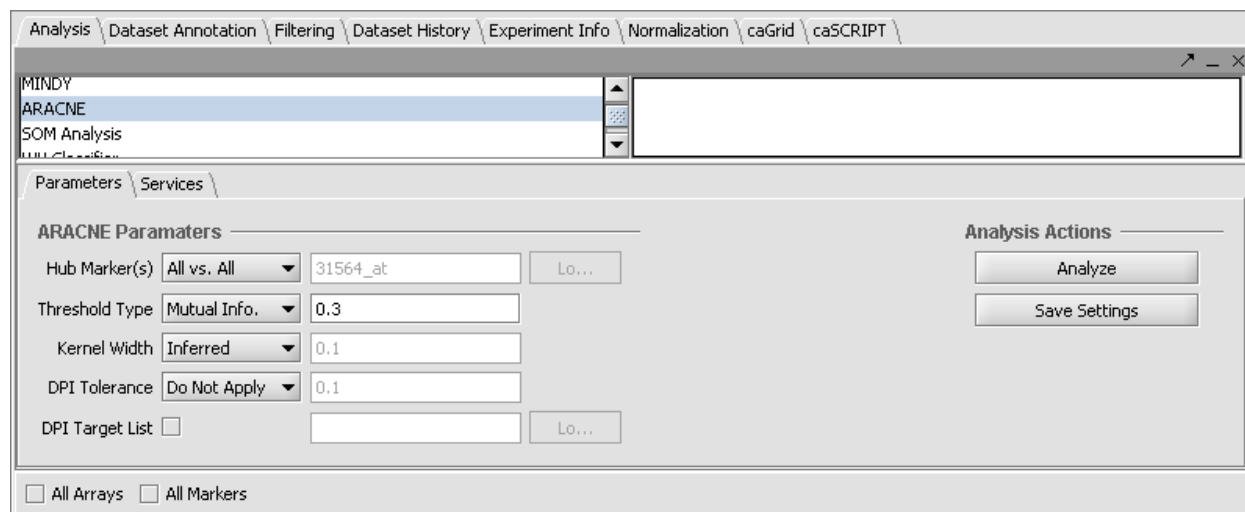 Analysis Dataset Annotation Filtering Dataset History Experiment Info Normalization caGrid caSCRIPT
MINDY
ARACNE
SOM Analysis
Parameters Services
ARACNE Paramaters
Analysis Actions
Hub Marker(s) All vs. All 31564_at Lo...
Analyze
Threshold Type Mutual Info. 0.3
Save Settings
Kernel Width Inferred 0.1
DPI Tolerance Do Not Apply 0.1
DPI Target List Lo...
All Arrays All Markers